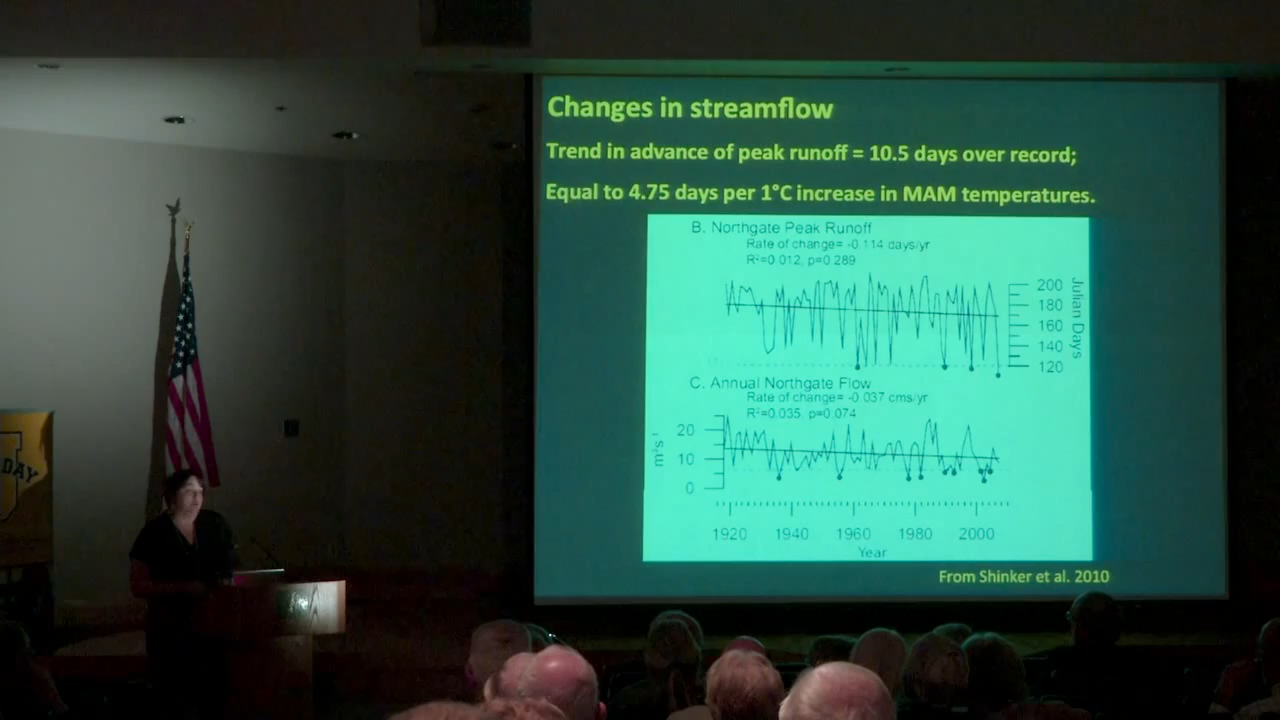 Changes in streamflow
Trend in advance of peak runoff = 10.5 days over record;
Equal to 4.75 days per 1°C increase in MAM temperatures.
B. Northgate Peak Runoff
Rate of change= -0.114 days/yr
R²=0.012, p=0.289
200
180
160
140
120
Julian Days
C. Annual Northgate Flow
Rate of change= -0.037 cms/yr
R²=0.035, p=0.074
20
10
0
m³s⁻¹
1920 1940 1960 1980 2000
Year
From Shinker et al. 2010
DAY